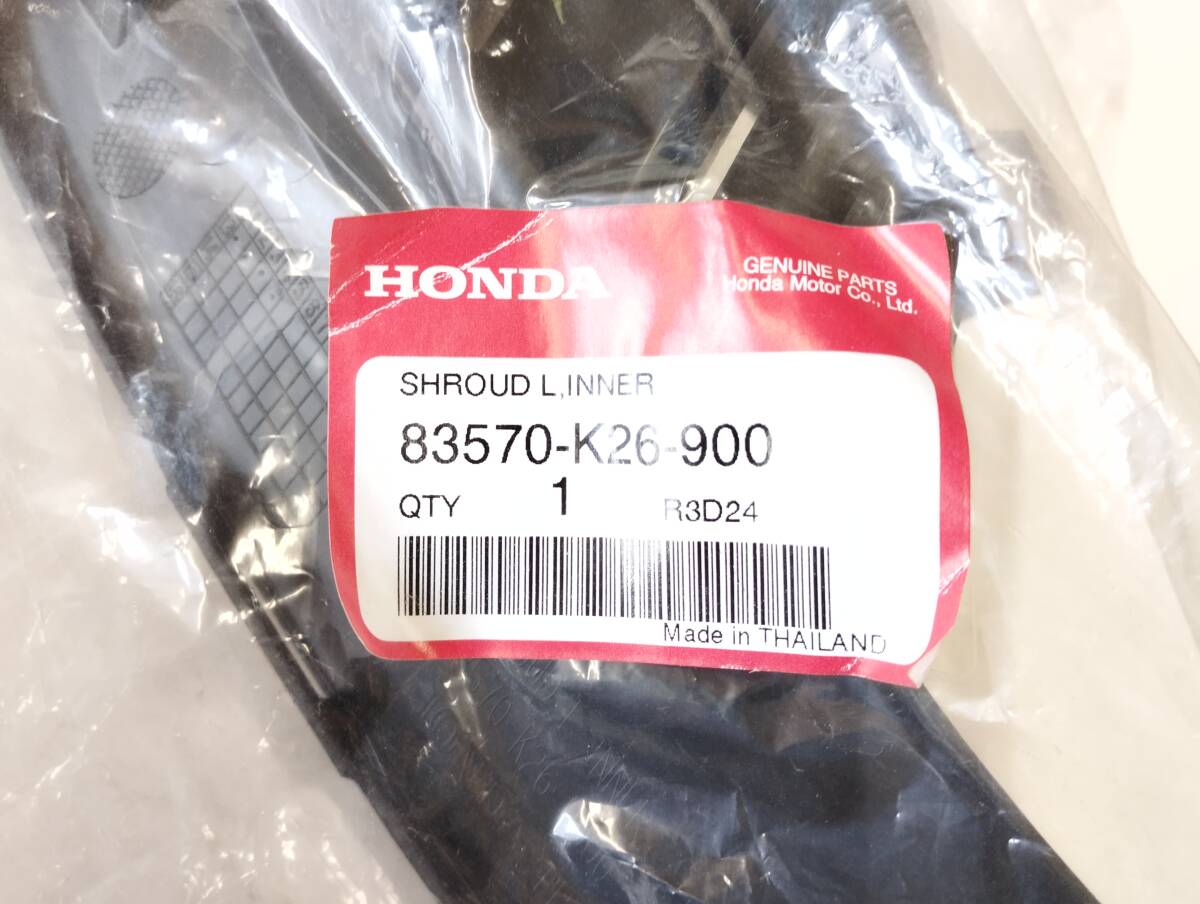 HONDA
GENUINE PARTS
Honda Motor Co., Ltd.
SHROUD L,INNER
83570-K26-900
QTY 1 R3D24
Made in THAILAND